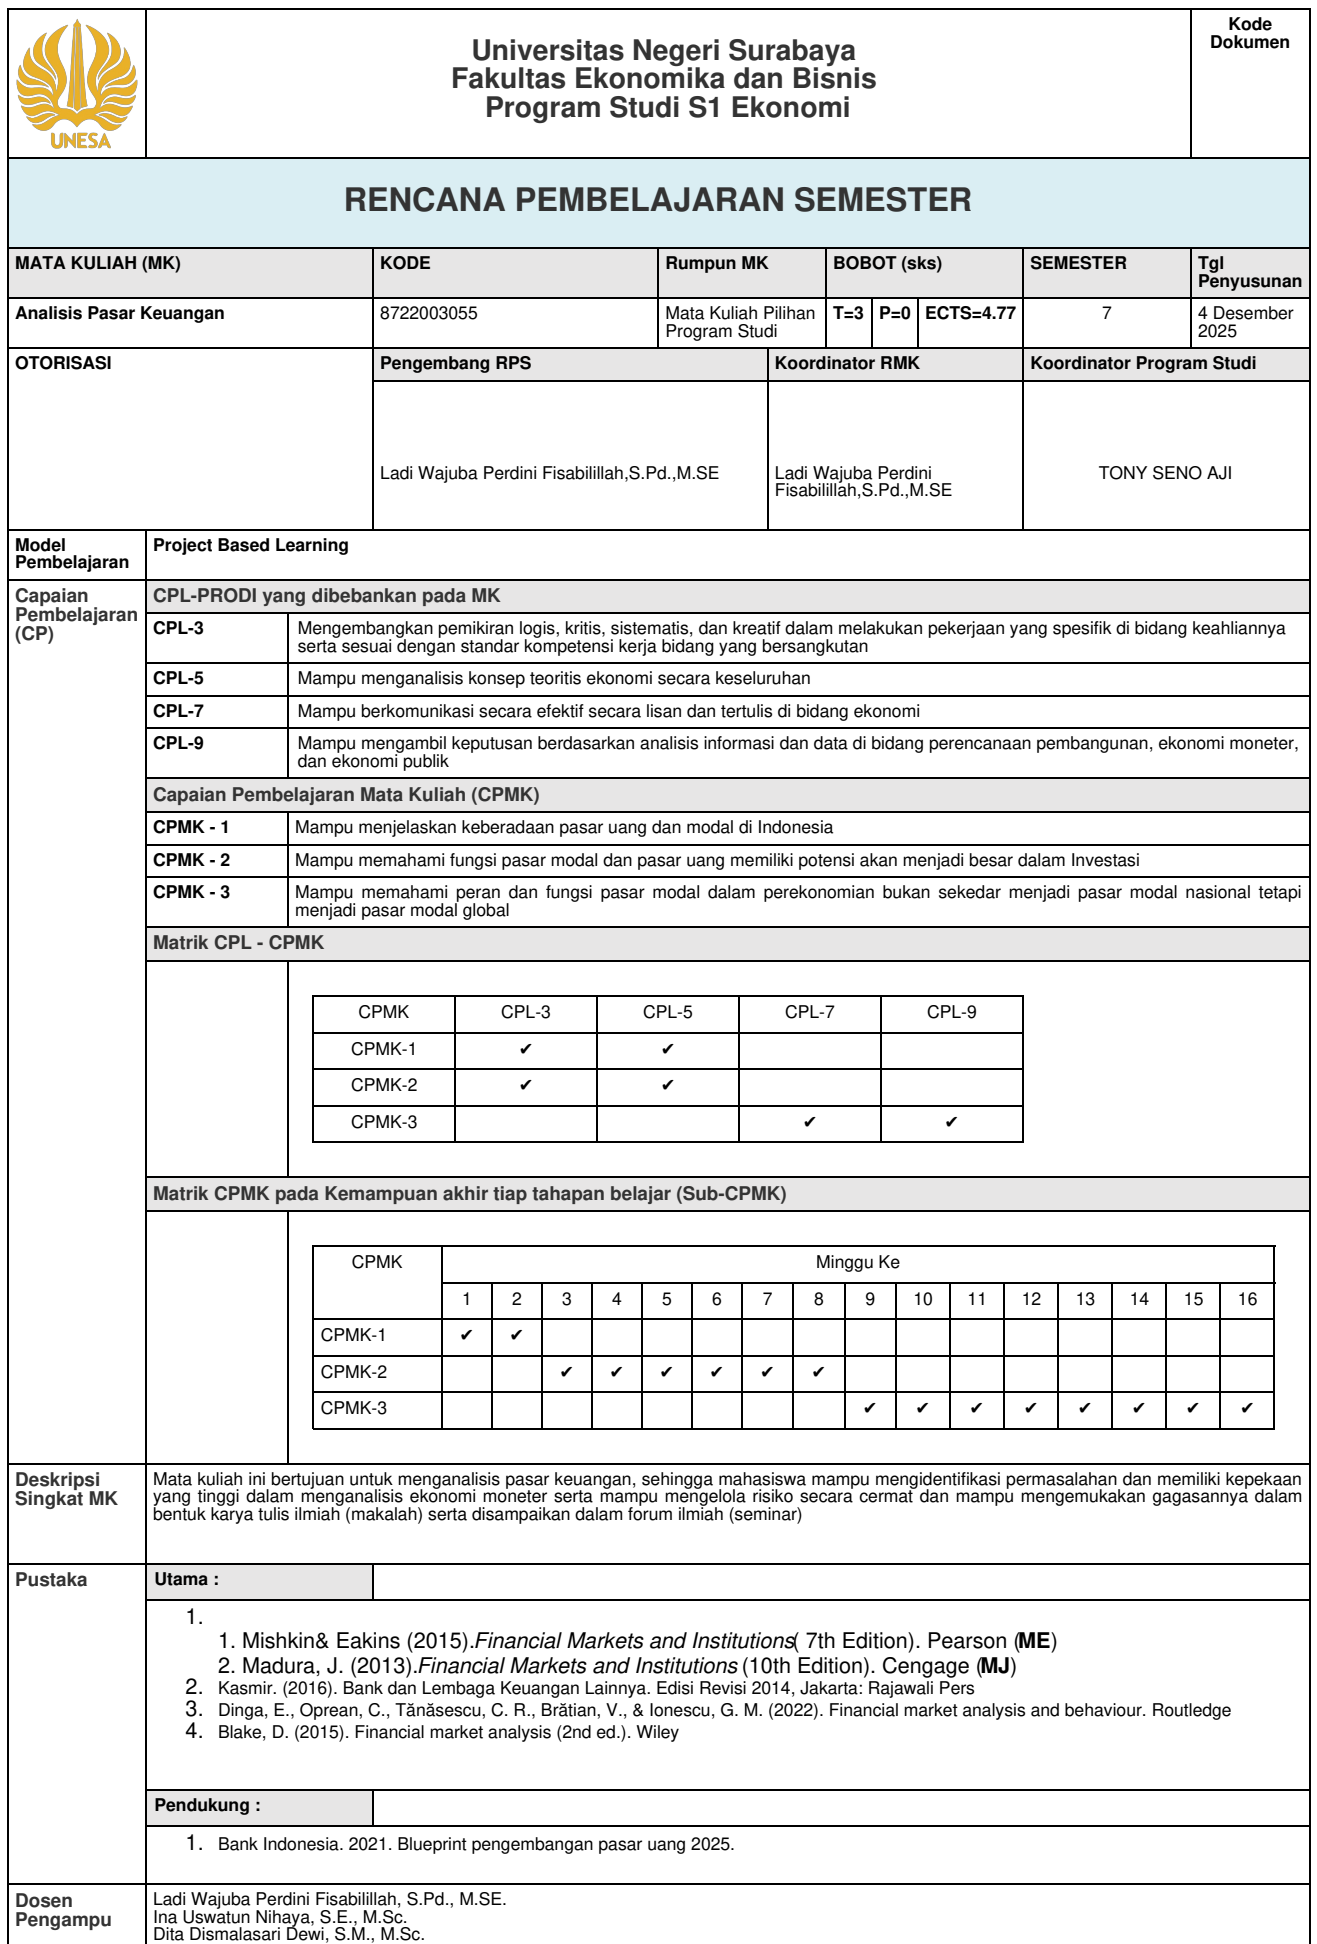 UNESA
Universitas Negeri Surabaya
Fakultas Ekonomika dan Bisnis
Program Studi S1 Ekonomi
Kode
Dokumen
RENCANA PEMBELAJARAN SEMESTER
MATA KULIAH (MK) KODE Rumpun MK BOBOT (sks) SEMESTER Tgl
Penyusunan
Analisis Pasar Keuangan 8722003055 Mata Kuliah Pilihan
Program Studi T=3 P=0 ECTS=4.77 7 4 Desember
2025
OTORISASI Pengembang RPS Koordinator RMK Koordinator Program Studi
Ladi Wajuba Perdini Fisabilillah,S.Pd.,M.SE Ladi Wajuba Perdini
Fisabilillah,S.Pd.,M.SE TONY SENO AJI
Model
Pembelajaran Project Based Learning
Capaian
Pembelajaran
(CP)
CPL-PRODI yang dibebankan pada MK
CPL-3 Mengembangkan pemikiran logis, kritis, sistematis, dan kreatif dalam melakukan pekerjaan yang spesifik di bidang keahliannya
serta sesuai dengan standar kompetensi kerja bidang yang bersangkutan
CPL-5 Mampu menganalisis konsep teoritis ekonomi secara keseluruhan
CPL-7 Mampu berkomunikasi secara efektif secara lisan dan tertulis di bidang ekonomi
CPL-9 Mampu mengambil keputusan berdasarkan analisis informasi dan data di bidang perencanaan pembangunan, ekonomi moneter,
dan ekonomi publik
Capaian Pembelajaran Mata Kuliah (CPMK)
CPMK - 1 Mampu menjelaskan keberadaan pasar uang dan modal di Indonesia
CPMK - 2 Mampu memahami fungsi pasar modal dan pasar uang memiliki potensi akan menjadi besar dalam Investasi
CPMK - 3 Mampu memahami peran dan fungsi pasar modal dalam perekonomian bukan sekedar menjadi pasar modal nasional tetapi
menjadi pasar modal global
Matrik CPL - CPMK
CPMK CPL-3 CPL-5 CPL-7 CPL-9
CPMK-1 ✔ ✔
CPMK-2 ✔ ✔
CPMK-3 ✔ ✔
Matrik CPMK pada Kemampuan akhir tiap tahapan belajar (Sub-CPMK)
CPMK Minggu Ke
1 2 3 4 5 6 7 8 9 10 11 12 13 14 15 16
CPMK-1 ✔ ✔
CPMK-2 ✔ ✔ ✔ ✔ ✔ ✔
CPMK-3 ✔ ✔ ✔ ✔ ✔ ✔ ✔ ✔
Deskripsi
Singkat MK
Mata kuliah ini bertujuan untuk menganalisis pasar keuangan, sehingga mahasiswa mampu mengidentifikasi permasalahan dan memiliki kepekaan
yang tinggi dalam menganalisis ekonomi moneter serta mampu mengelola risiko secara cermat dan mampu mengemukakan gagasannya dalam
bentuk karya tulis ilmiah (makalah) serta disampaikan dalam forum ilmiah (seminar)
Pustaka Utama :
1.
1. Mishkin& Eakins (2015).Financial Markets and Institutions( 7th Edition). Pearson (ME)
2. Madura, J. (2013).Financial Markets and Institutions (10th Edition). Cengage (MJ)
2. Kasmir. (2016). Bank dan Lembaga Keuangan Lainnya. Edisi Revisi 2014, Jakarta: Rajawali Pers
3. Dinga, E., Oprean, C., Tănăsescu, C. R., Brătian, V., & Ionescu, G. M. (2022). Financial market analysis and behaviour. Routledge
4. Blake, D. (2015). Financial market analysis (2nd ed.). Wiley
Pendukung :
1. Bank Indonesia. 2021. Blueprint pengembangan pasar uang 2025.
Dosen
Pengampu
Ladi Wajuba Perdini Fisabilillah, S.Pd., M.SE.
Ina Uswatun Nihaya, S.E., M.Sc.
Dita Dismalasari Dewi, S.M., M.Sc.